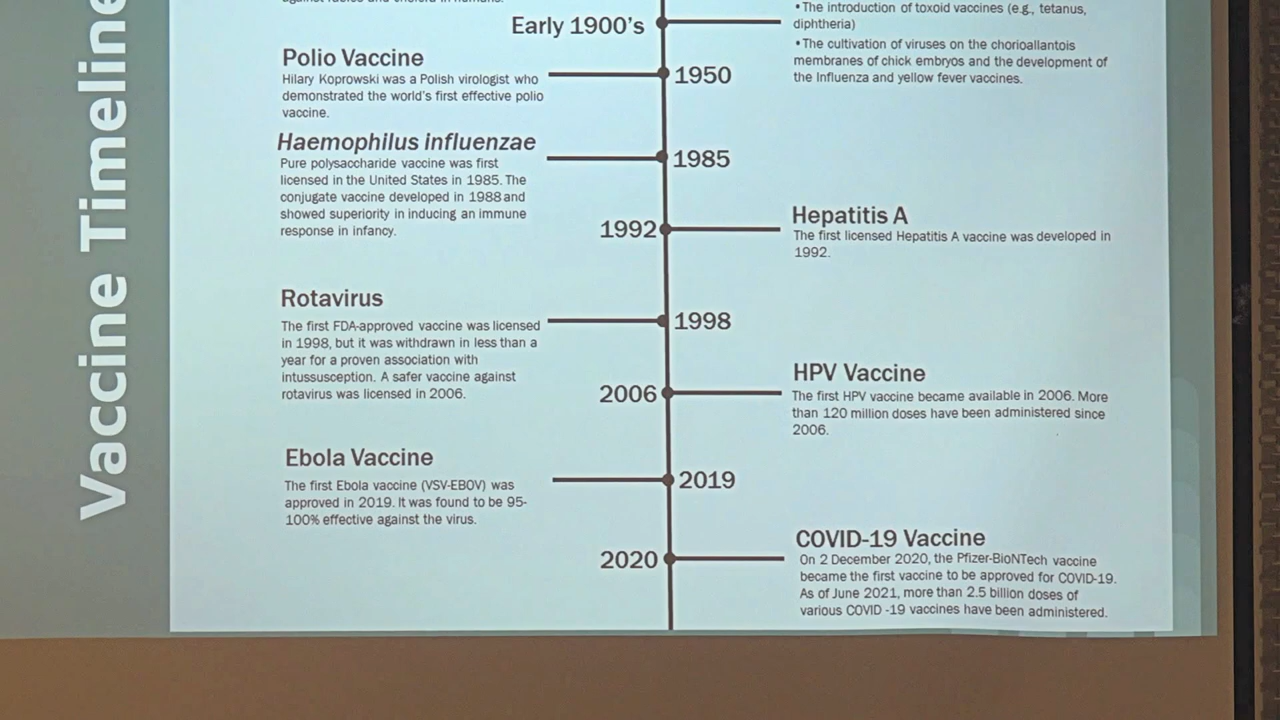 Vaccine Timeline
against rabies and cholera in humans.
Early 1900's
• The introduction of toxoid vaccines (e.g., tetanus,
diphtheria)
• The cultivation of viruses on the chorioallantois
membranes of chick embryos and the development of
the Influenza and yellow fever vaccines.
Polio Vaccine
Hilary Koprowski was a Polish virologist who
demonstrated the world's first effective polio
vaccine.
1950
Haemophilus influenzae
Pure polysaccharide vaccine was first
licensed in the United States in 1985. The
conjugate vaccine developed in 1988 and
showed superiority in inducing an immune
response in infancy.
1985
1992
Hepatitis A
The first licensed Hepatitis A vaccine was developed in
1992.
Rotavirus
The first FDA-approved vaccine was licensed
in 1998, but it was withdrawn in less than a
year for a proven association with
intussusception. A safer vaccine against
rotavirus was licensed in 2006.
1998
2006
HPV Vaccine
The first HPV vaccine became available in 2006. More
than 120 million doses have been administered since
2006.
Ebola Vaccine
The first Ebola vaccine (VSV-EBOV) was
approved in 2019. It was found to be 95-
100% effective against the virus.
2019
2020
COVID-19 Vaccine
On 2 December 2020, the Pfizer-BioNTech vaccine
became the first vaccine to be approved for COVID-19.
As of June 2021, more than 2.5 billion doses of
various COVID -19 vaccines have been administered.